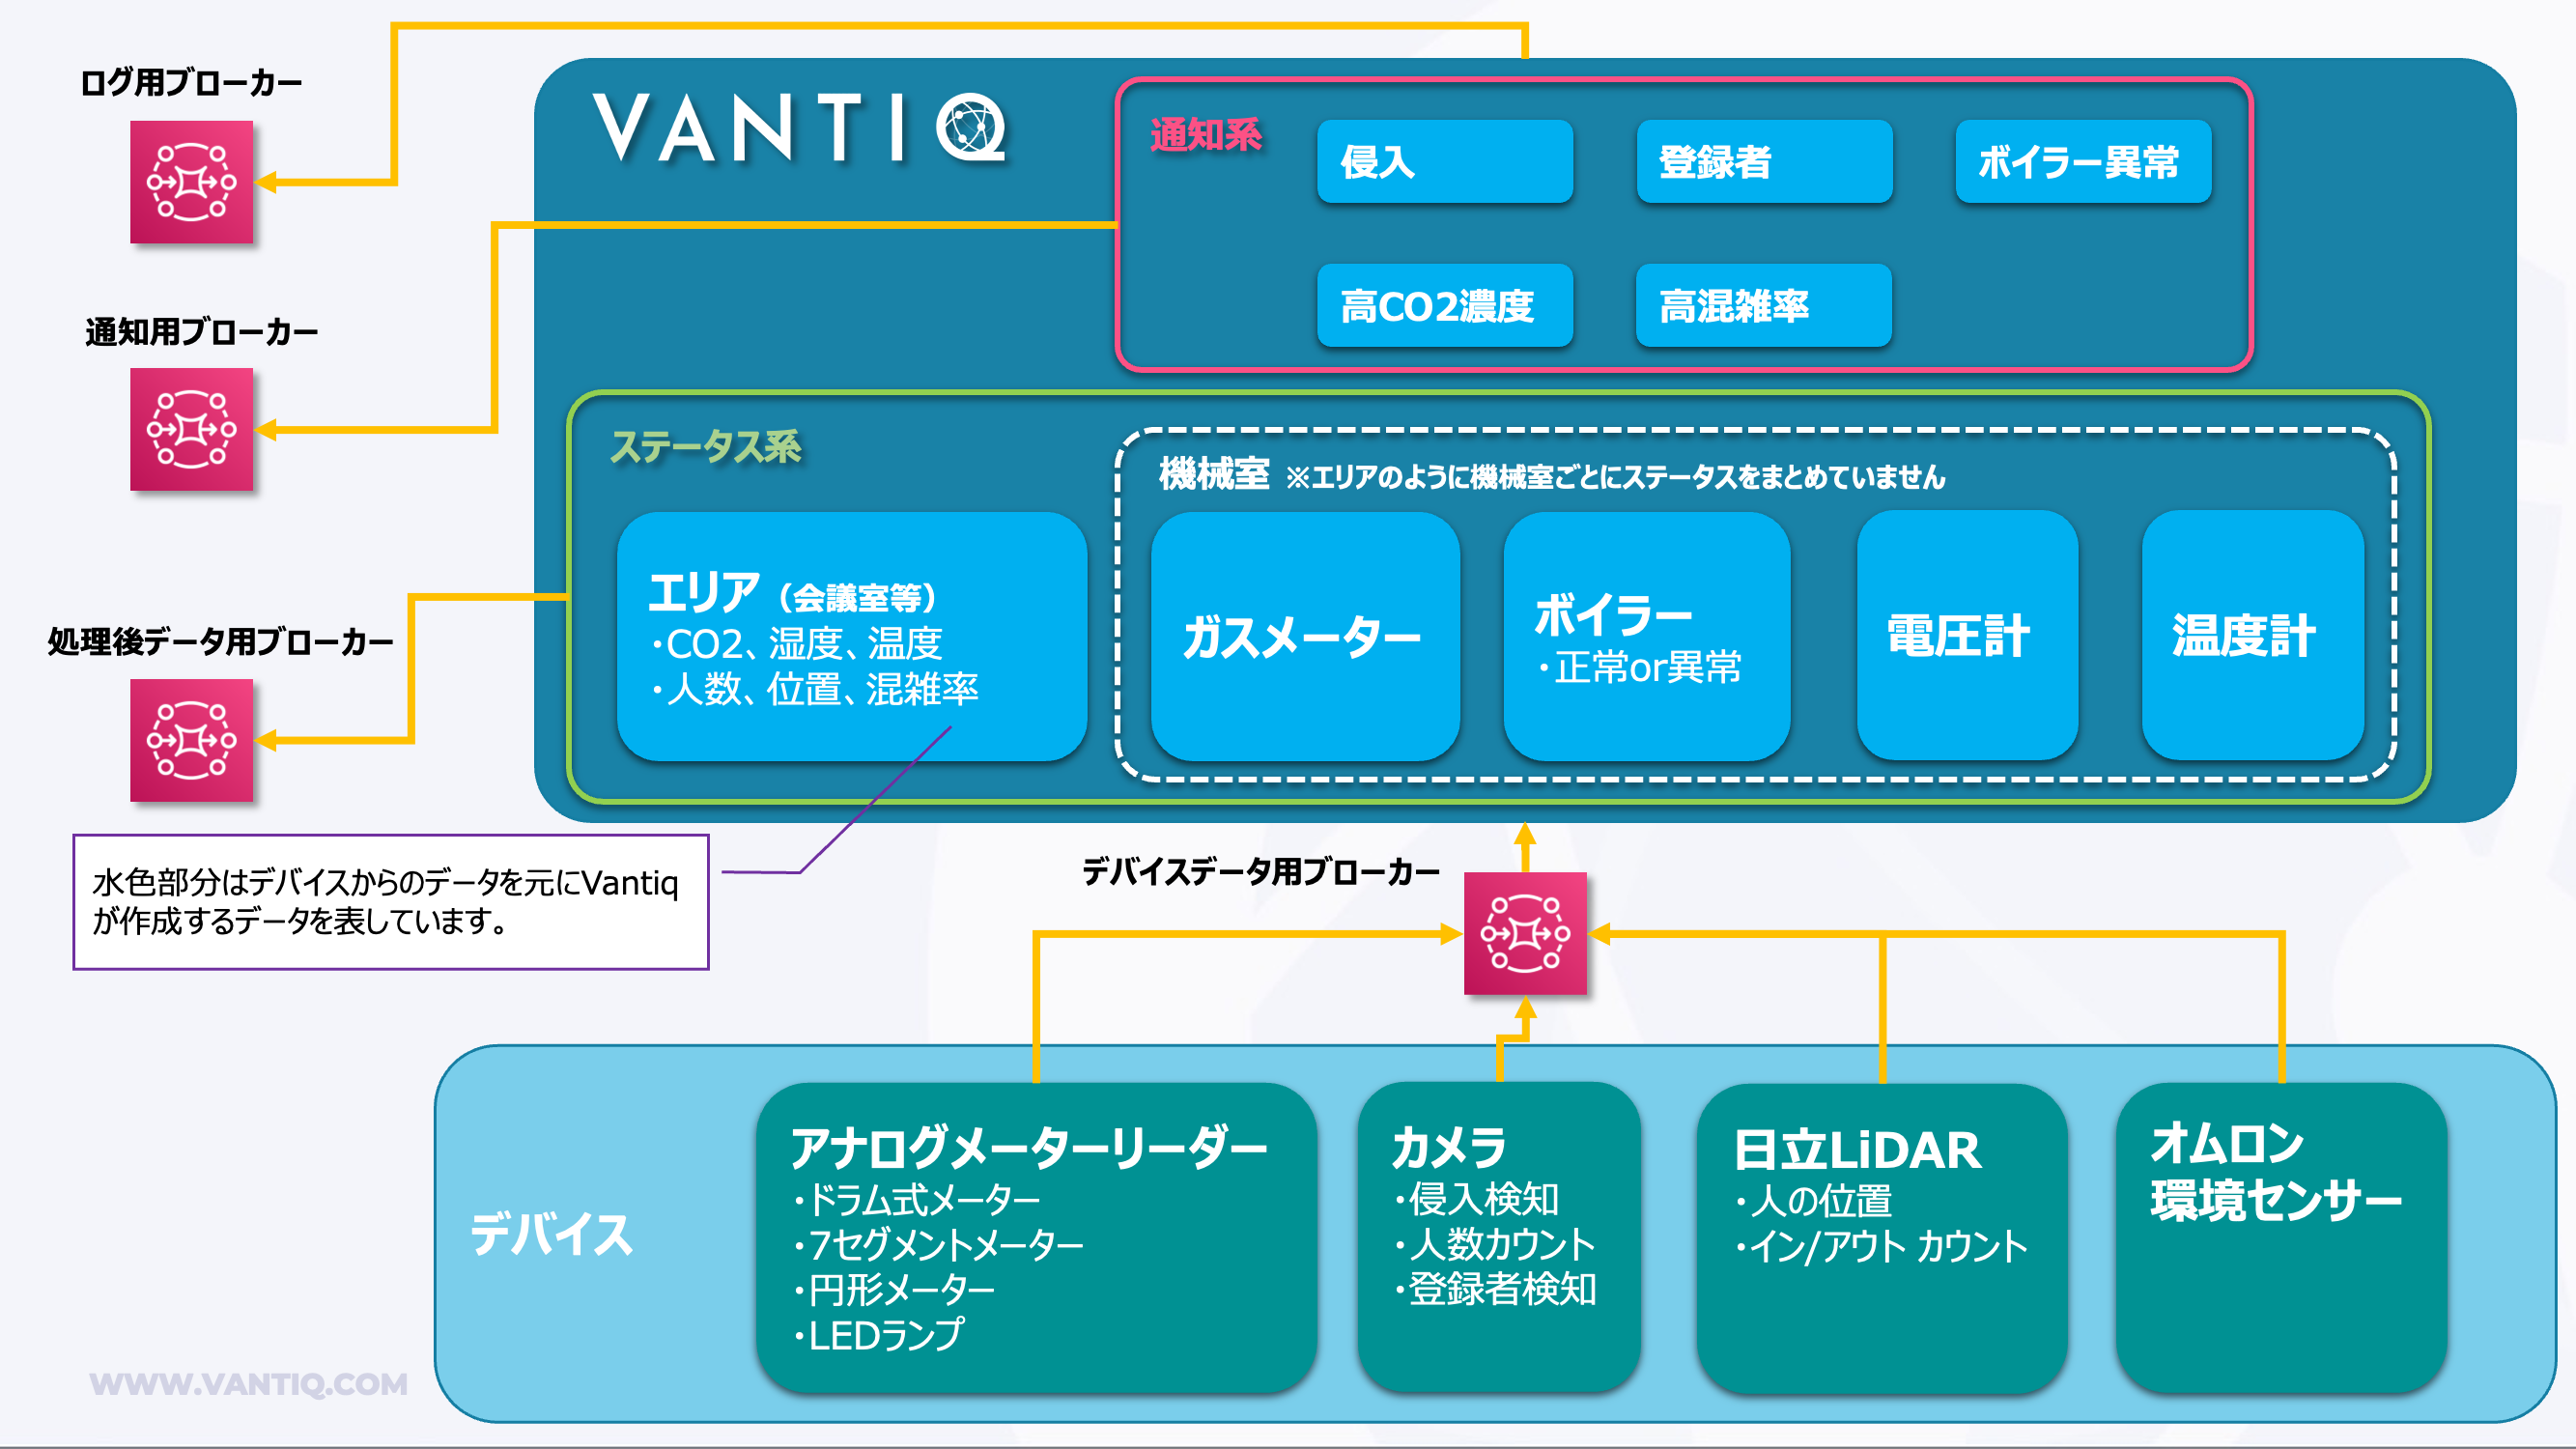 ログ用ブローカー
VANTIQ
通知系
侵入
登録者
ボイラー異常
高CO2濃度
高混雑率
通知用ブローカー
ステータス系
機械室 ※エリアのように機械室ごとにステータスをまとめていません
エリア（会議室等）
・CO2、湿度、温度
・人数、位置、混雑率
ガスメーター
ボイラー
・正常or異常
電圧計
温度計
処理後データ用ブローカー
水色部分はデバイスからのデータを元にVantiq
が作成するデータを表しています。
デバイスデータ用ブローカー
デバイス
アナログメーターリーダー
・ドラム式メーター
・7セグメントメーター
・円形メーター
・LEDランプ
カメラ
・侵入検知
・人数カウント
・登録者検知
日立LiDAR
・人の位置
・イン/アウト カウント
オムロン
環境センサー
WWW.VANTIQ.COM